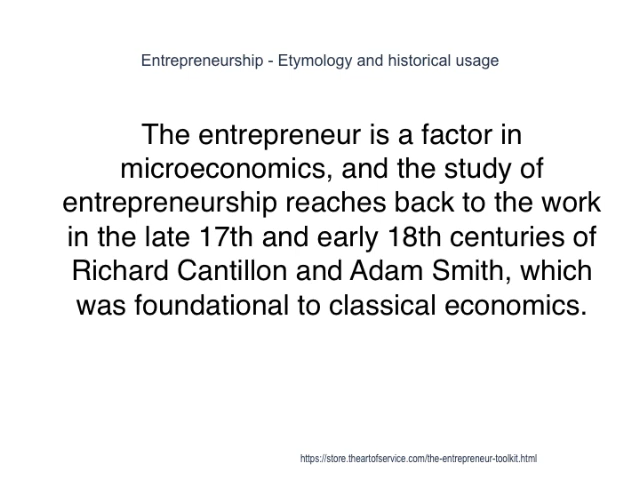 Entrepreneurship - Etymology and historical usage
The entrepreneur is a factor in
microeconomics, and the study of
entrepreneurship reaches back to the work
in the late 17th and early 18th centuries of
Richard Cantillon and Adam Smith, which
was foundational to classical economics.
https://store.theartofservice.com/the-entrepreneur-toolkit.html